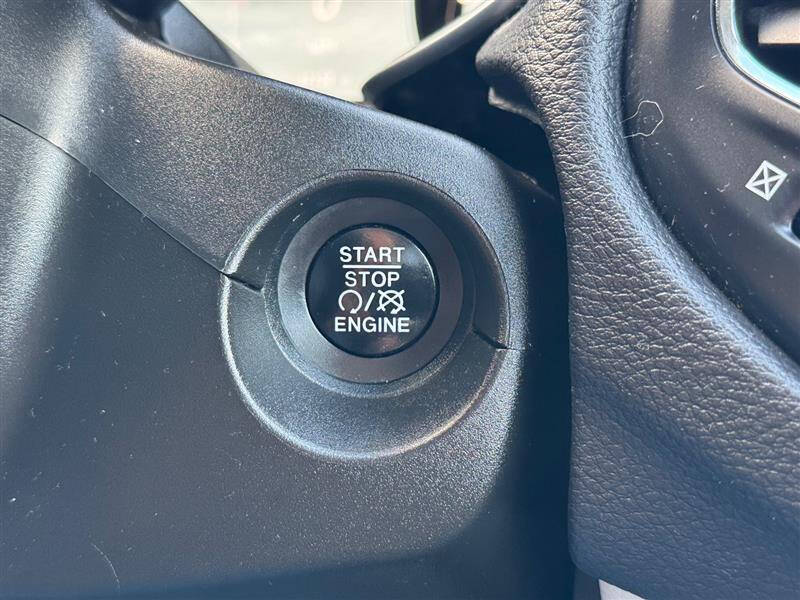 START
STOP
/
ENGINE